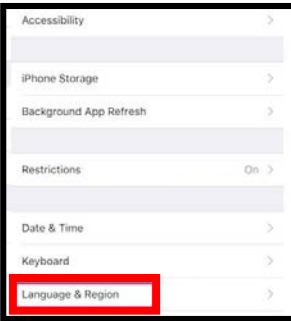 Accessibility
iPhone Storage
Background App Refresh
Restrictions On
Date & Time
Keyboard
Language & Region